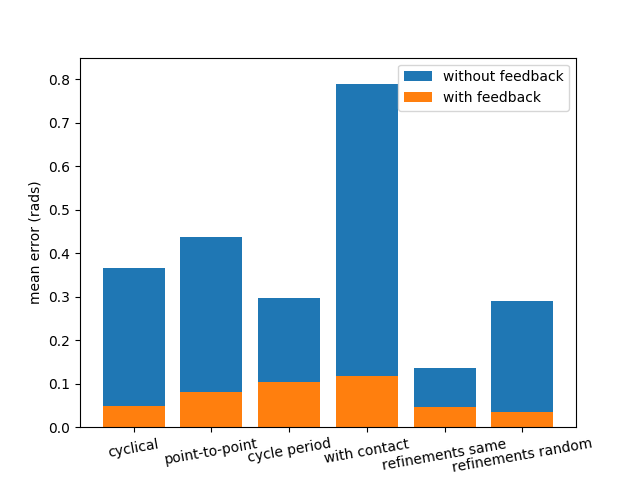 without feedback
with feedback
mean error (rads)
0.8
0.7
0.6
0.5
0.4
0.3
0.2
0.1
0.0
cyclical
point-to-point
cycle period
with contact
refinements same
refinements random